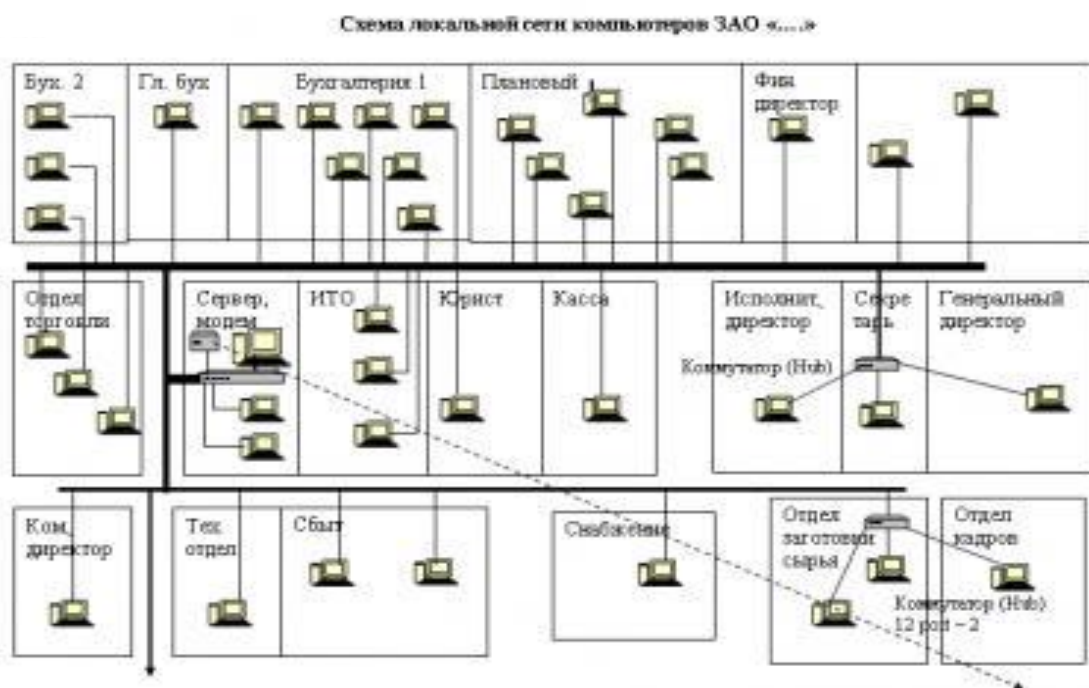 Схема локальной сети компьютеров ЗАО «....»
Бух. 2
Гл. бух
Бухгалтерия 1
Плановый
Фин
директор
Отдел
торговли
Сервер,
модем
ИТО
Юрист
Касса
Исполнит,
директор
Секре
тарь
Генеральный
директор
Коммутатор (Hub)
Ком,
директор
Тех
отдел
Сбыт
Снабжение
Отдел
заготовки
сырья
Отдел
кадров
Коммутатор (Hub)
12 port – 2